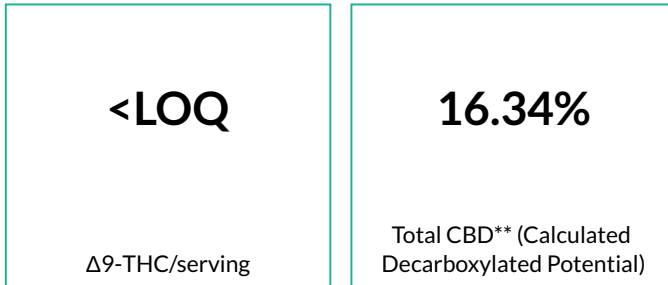 <LOQ
Δ9-THC/serving
16.34%
Total CBD** (Calculated
Decarboxylated Potential)